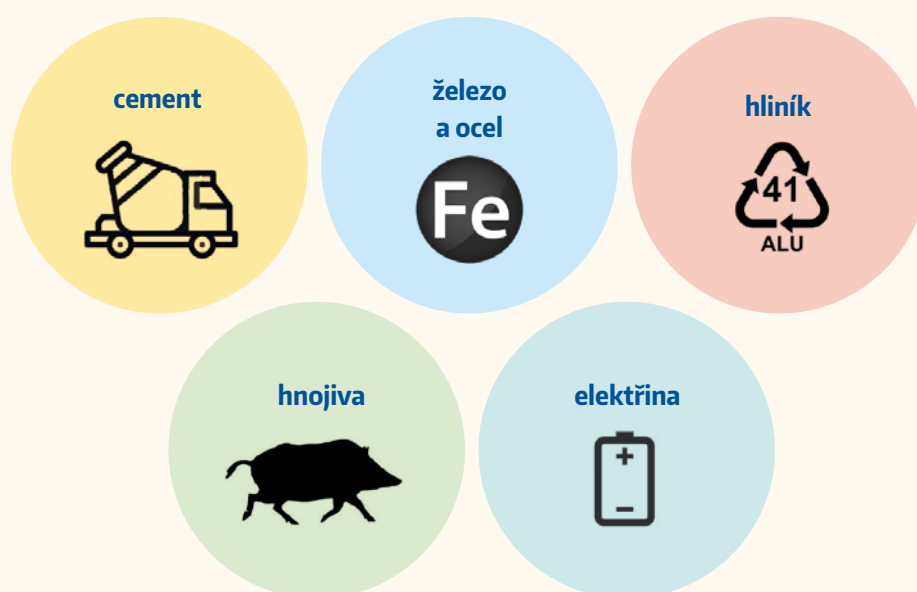 cement
železo
a ocel
Fe
hliník
41
ALU
hnojiva
elektřina
+
−